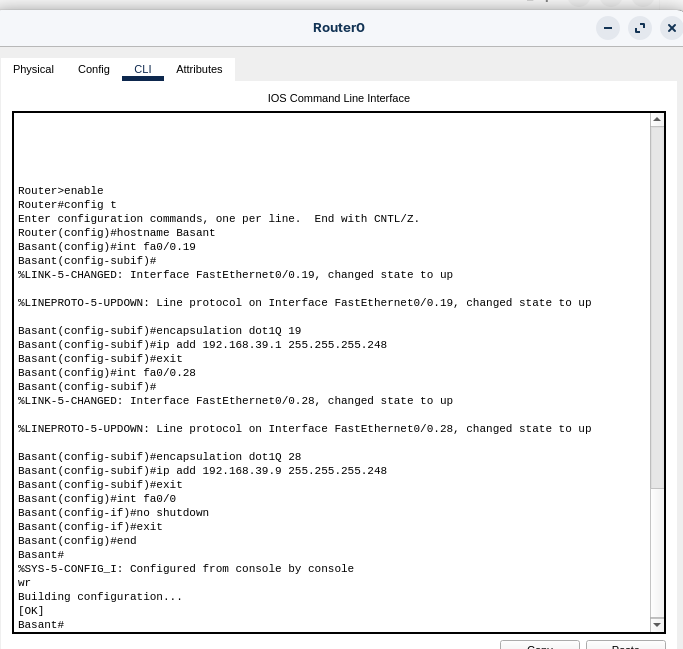 Router0
Physical Config CLI Attributes
IOS Command Line Interface
Router>enable
Router#config t
Enter configuration commands, one per line.  End with CNTL/Z.
Router(config)#hostname Basant
Basant(config)#int fa0/0.19
Basant(config-subif)#
%LINK-5-CHANGED: Interface FastEthernet0/0.19, changed state to up
%LINEPROTO-5-UPDOWN: Line protocol on Interface FastEthernet0/0.19, changed state to up
Basant(config-subif)#encapsulation dot1Q 19
Basant(config-subif)#ip add 192.168.39.1 255.255.255.248
Basant(config-subif)#exit
Basant(config)#int fa0/0.28
Basant(config-subif)#
%LINK-5-CHANGED: Interface FastEthernet0/0.28, changed state to up
%LINEPROTO-5-UPDOWN: Line protocol on Interface FastEthernet0/0.28, changed state to up
Basant(config-subif)#encapsulation dot1Q 28
Basant(config-subif)#ip add 192.168.39.9 255.255.255.248
Basant(config-subif)#exit
Basant(config)#int fa0/0
Basant(config-if)#no shutdown
Basant(config-if)#exit
Basant(config)#end
Basant#
%SYS-5-CONFIG_I: Configured from console by console
wr
Building configuration...
[OK]
Basant#
Copy Paste